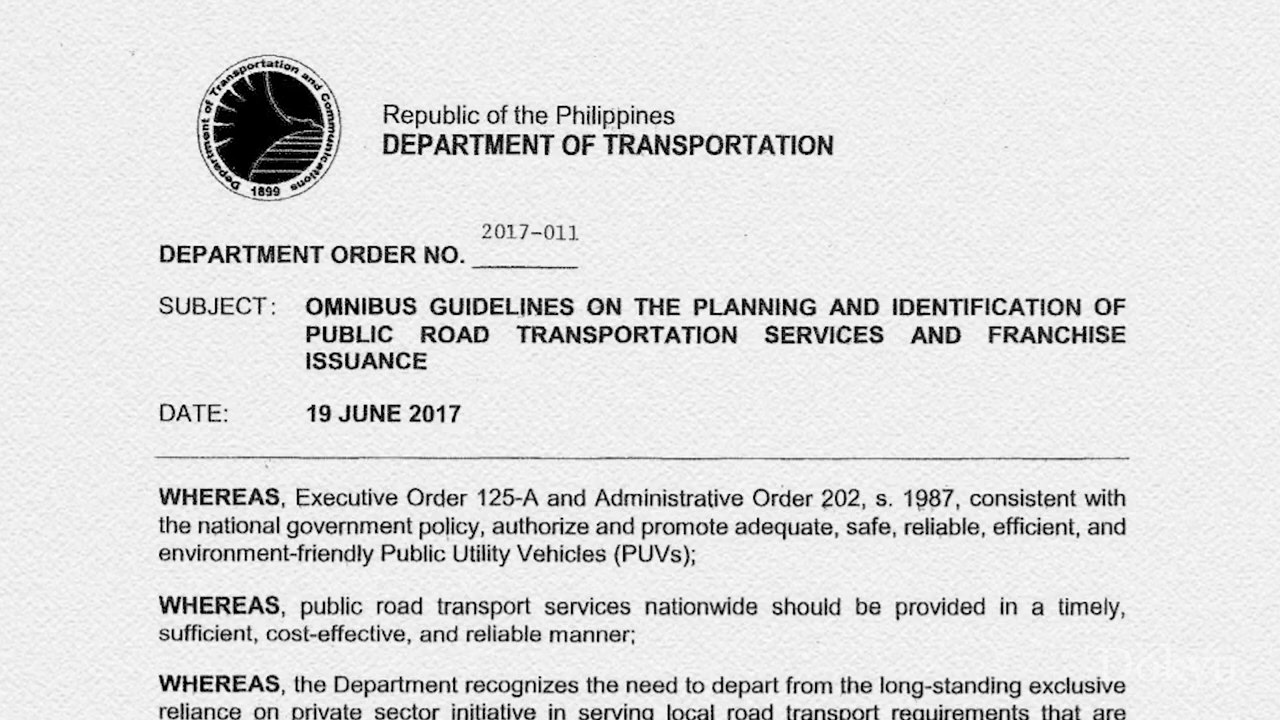 Department of Transportation and Communications
1899
Republic of the Philippines
DEPARTMENT OF TRANSPORTATION
2017-011
DEPARTMENT ORDER NO. ________
SUBJECT: OMNIBUS GUIDELINES ON THE PLANNING AND IDENTIFICATION OF
PUBLIC ROAD TRANSPORTATION SERVICES AND FRANCHISE
ISSUANCE
DATE: 19 JUNE 2017
WHEREAS, Executive Order 125-A and Administrative Order 202, s. 1987, consistent with
the national government policy, authorize and promote adequate, safe, reliable, efficient, and
environment-friendly Public Utility Vehicles (PUVs);
WHEREAS, public road transport services nationwide should be provided in a timely,
sufficient, cost-effective, and reliable manner;
WHEREAS, the Department recognizes the need to depart from the long-standing exclusive
reliance on private sector initiative in serving local road transport requirements that are